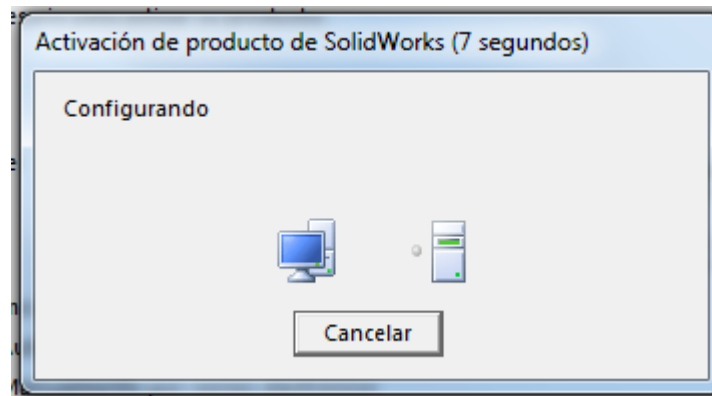 Activación de producto de SolidWorks (7 segundos)
Configurando
Cancelar